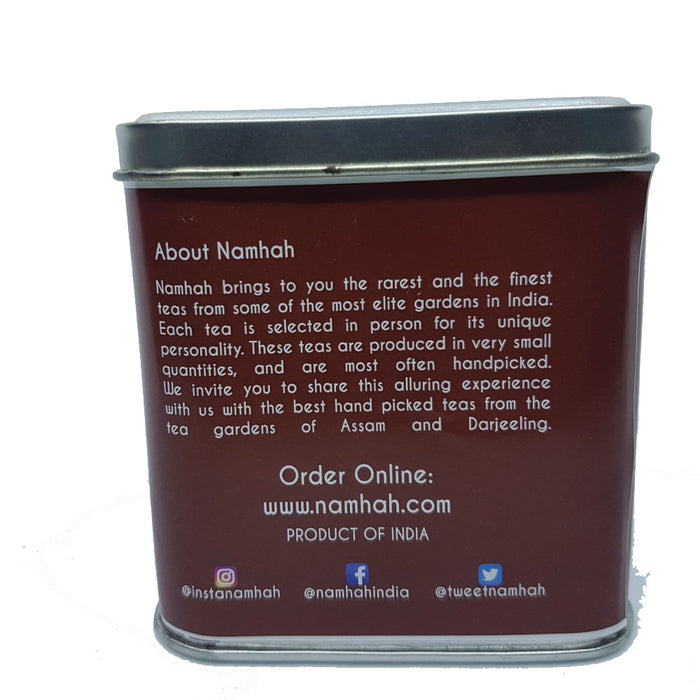 About Namhah
Namhah brings to you the rarest and the finest
teas from some of the most elite gardens in India.
Each tea is selected in person for its unique
personality. These teas are produced in very small
quantities, and are most often handpicked.
We invite you to share this alluring experience
with us with the best hand picked teas from the
tea gardens of Assam and Darjeeling.
Order Online:
www.namhah.com
PRODUCT OF INDIA
@instanamhah @namhahindia @tweetnamhah